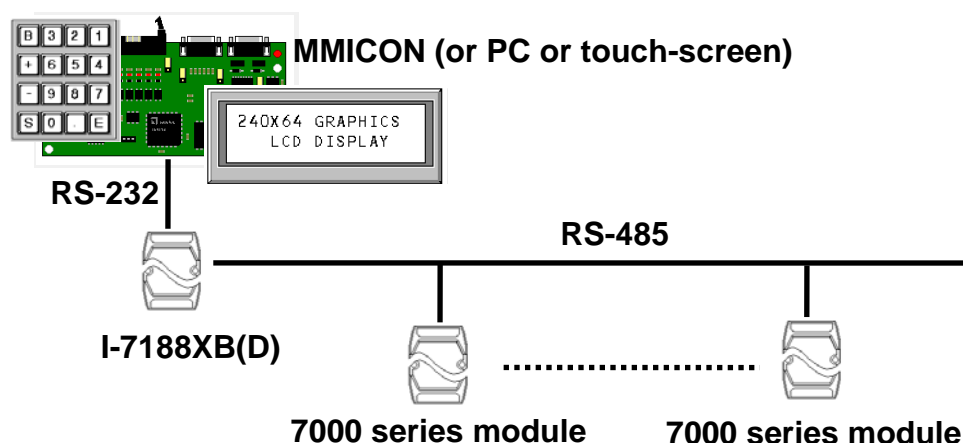 B 3 2 1
+ 6 5 4
- 9 8 7
S 0 . E
MMICON (or PC or touch-screen)
240X64 GRAPHICS
LCD DISPLAY
RS-232
RS-485
I-7188XB(D)
7000 series module
7000 series module